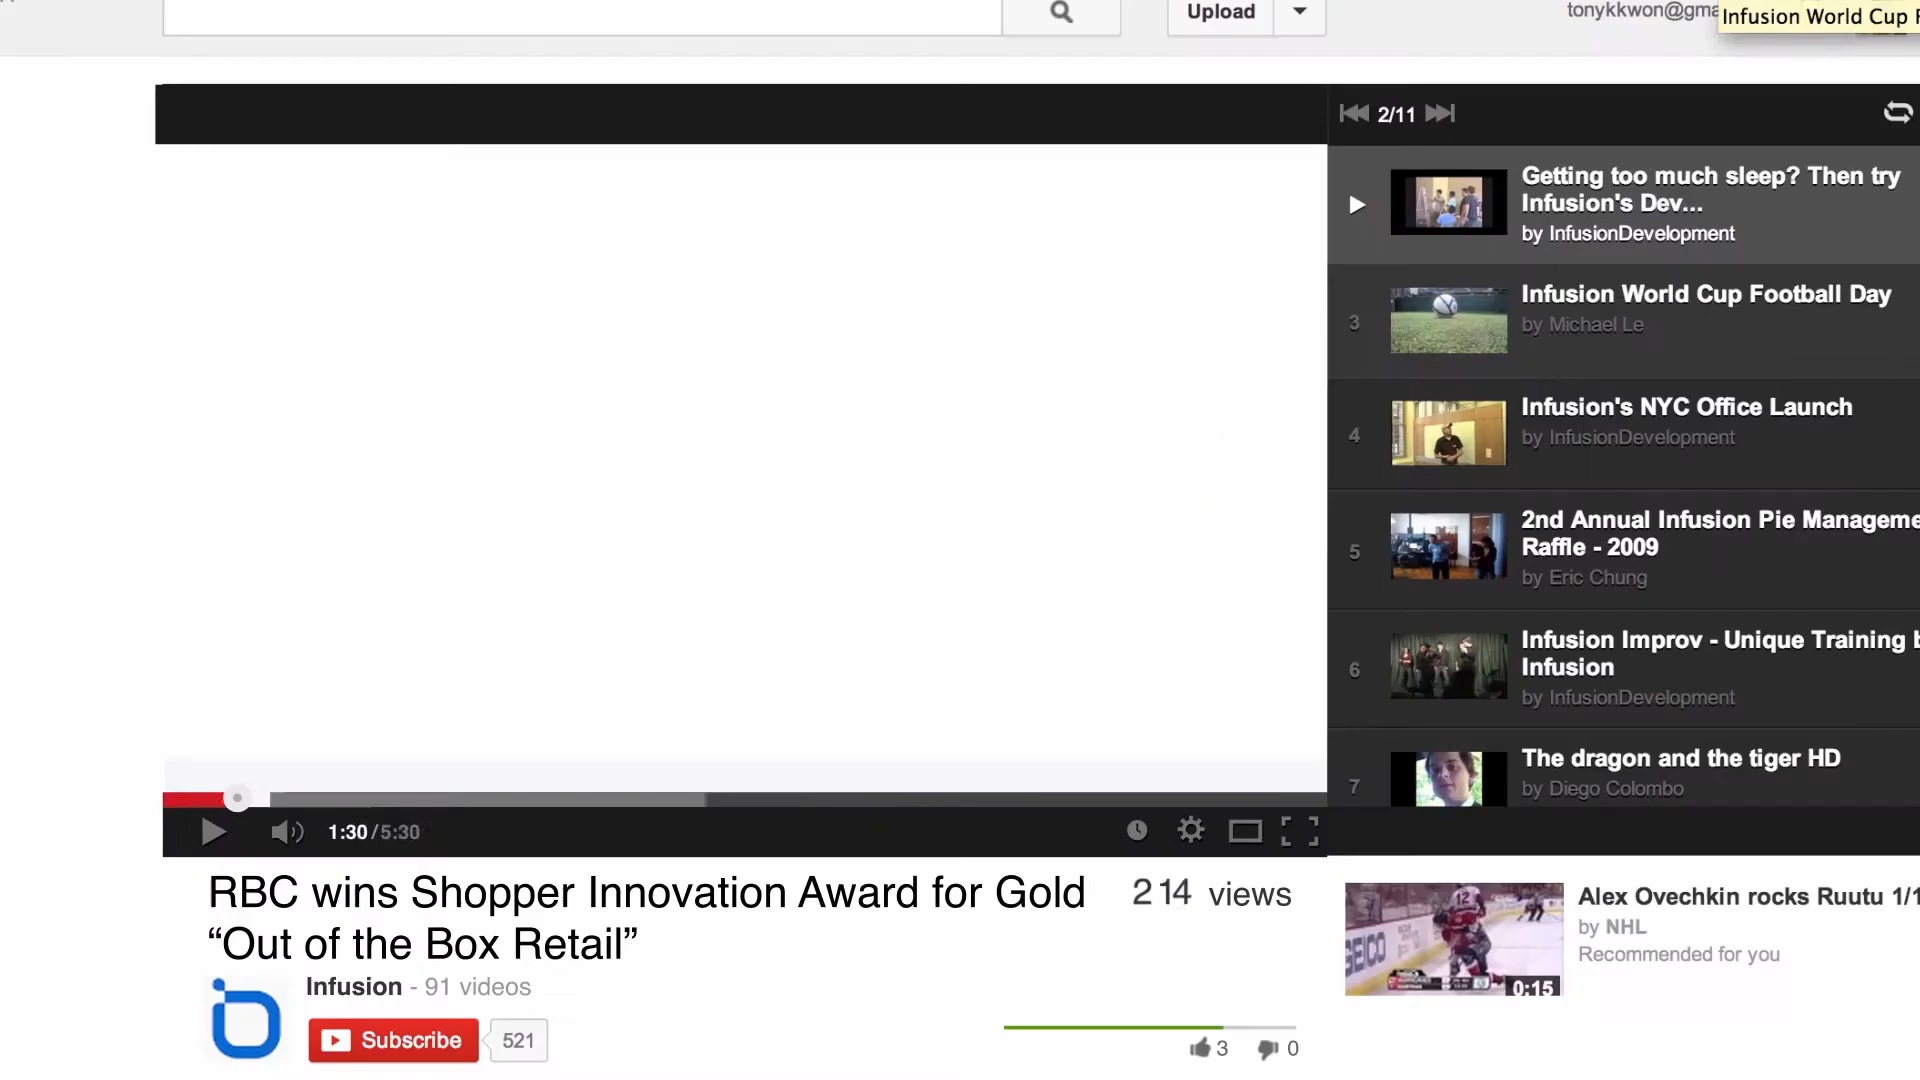 Upload
tonykkwon@gma
Infusion World Cup
2/11
Getting too much sleep? Then try
Infusion's Dev...
by InfusionDevelopment
3
Infusion World Cup Football Day
by Michael Le
4
Infusion's NYC Office Launch
by InfusionDevelopment
5
2nd Annual Infusion Pie Manageme
Raffle - 2009
by Eric Chung
6
Infusion Improv - Unique Training
Infusion
by InfusionDevelopment
7
The dragon and the tiger HD
by Diego Colombo
1:30/5:30
RBC wins Shopper Innovation Award for Gold
“Out of the Box Retail”
214 views
Infusion - 91 videos
Subscribe
521
3
0
12
GEICO
0:15
Alex Ovechkin rocks Ruutu 1/1
by NHL
Recommended for you